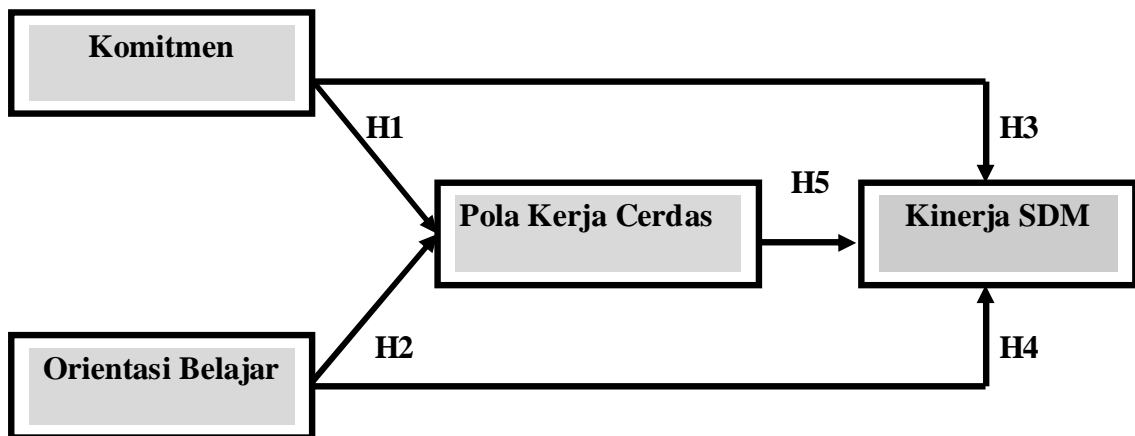 Komitmen
H1
H3
H5
Pola Kerja Cerdas
Kinerja SDM
H2
H4
Orientasi Belajar